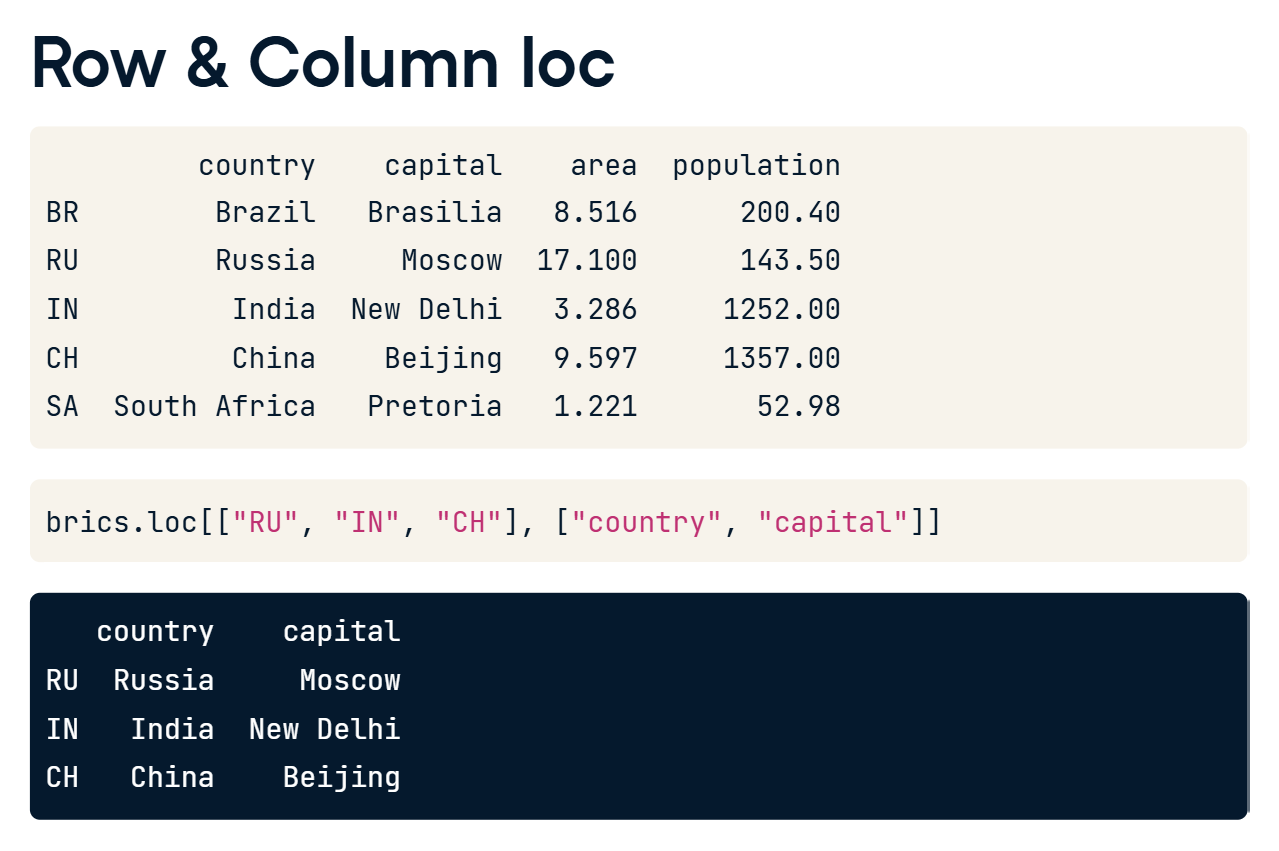 Row & Column loc
country capital area population
BR Brazil Brasilia 8.516 200.40
RU Russia Moscow 17.100 143.50
IN India New Delhi 3.286 1252.00
CH China Beijing 9.597 1357.00
SA South Africa Pretoria 1.221 52.98
brics.loc[["RU", "IN", "CH"], ["country", "capital"]]
country capital
RU Russia Moscow
IN India New Delhi
CH China Beijing